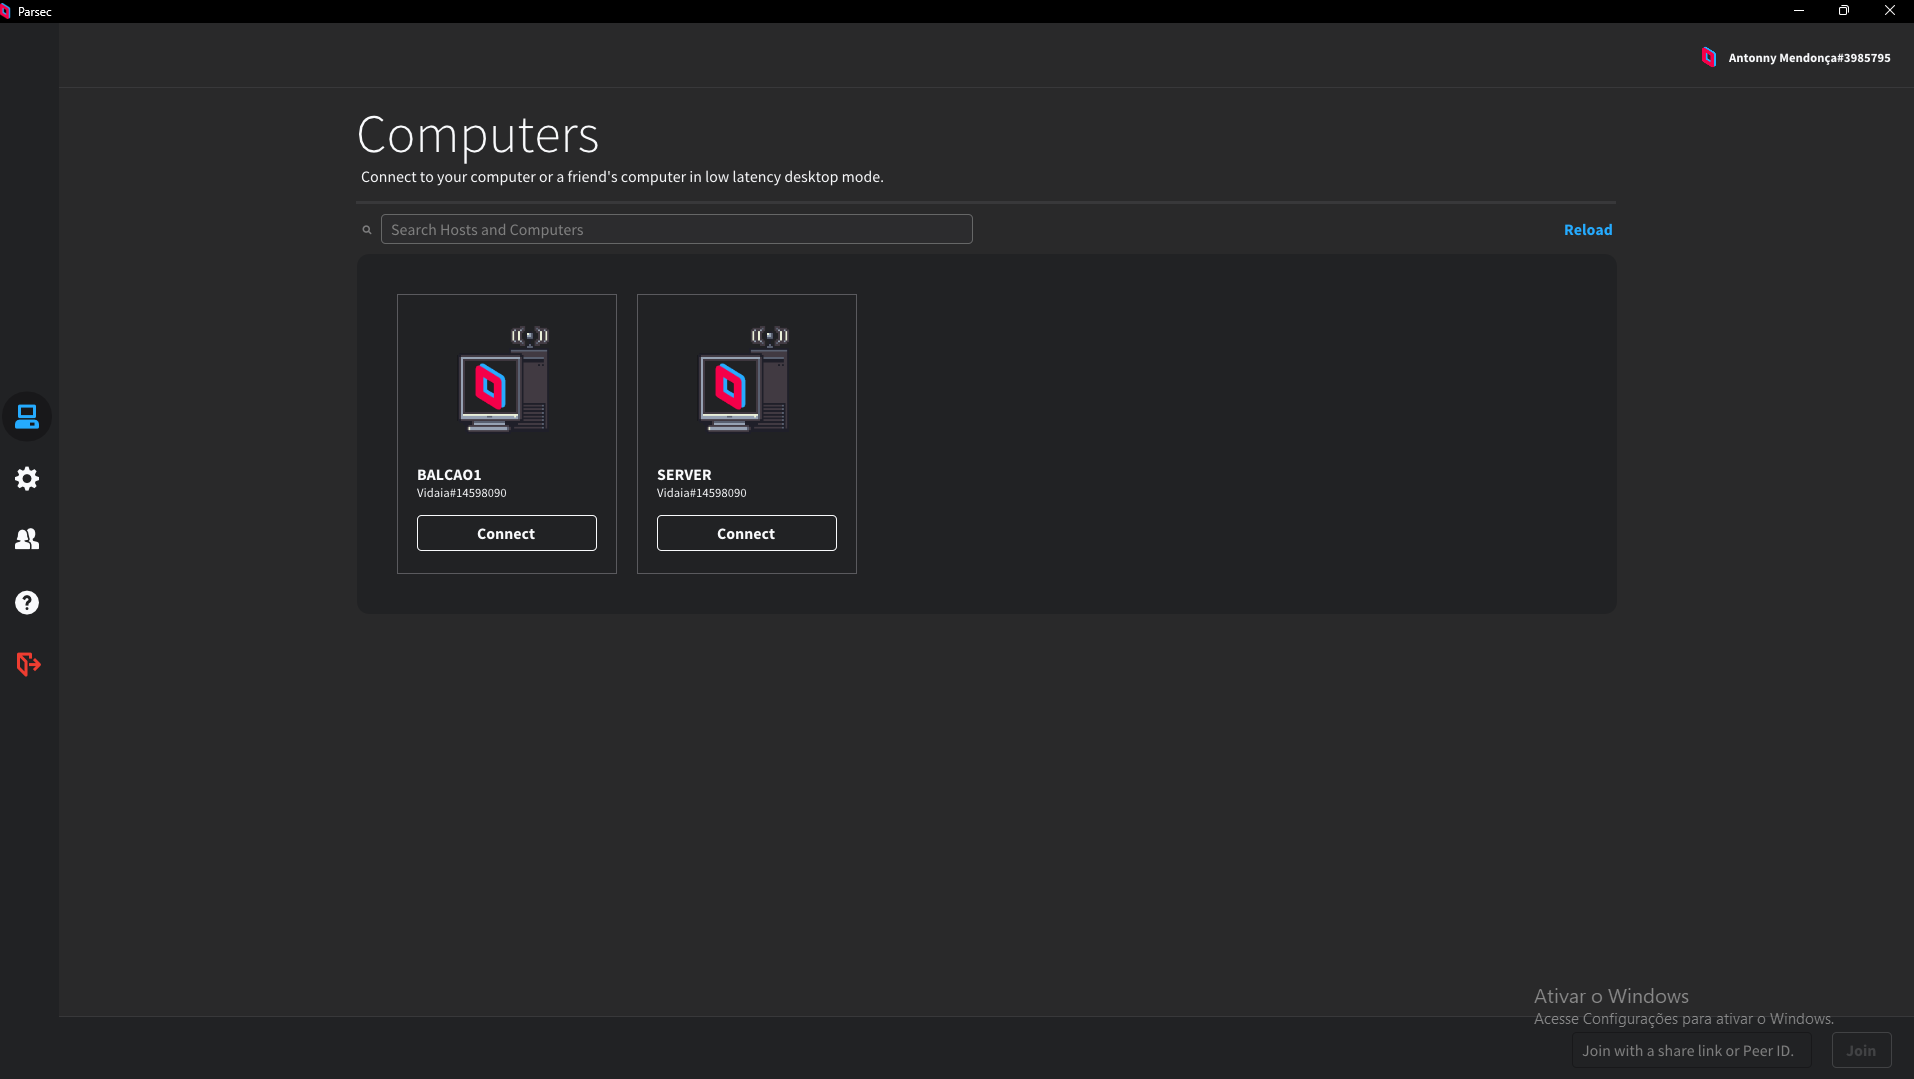 Parsec
Antonny Mendonça#3985795
Computers
Connect to your computer or a friend's computer in low latency desktop mode.
Search Hosts and Computers
Reload
BALCAO1
Vidaia#14598090
Connect
SERVER
Vidaia#14598090
Connect
Ativar o Windows
Acesse Configurações para ativar o Windows.
Join with a share link or Peer ID.
Join